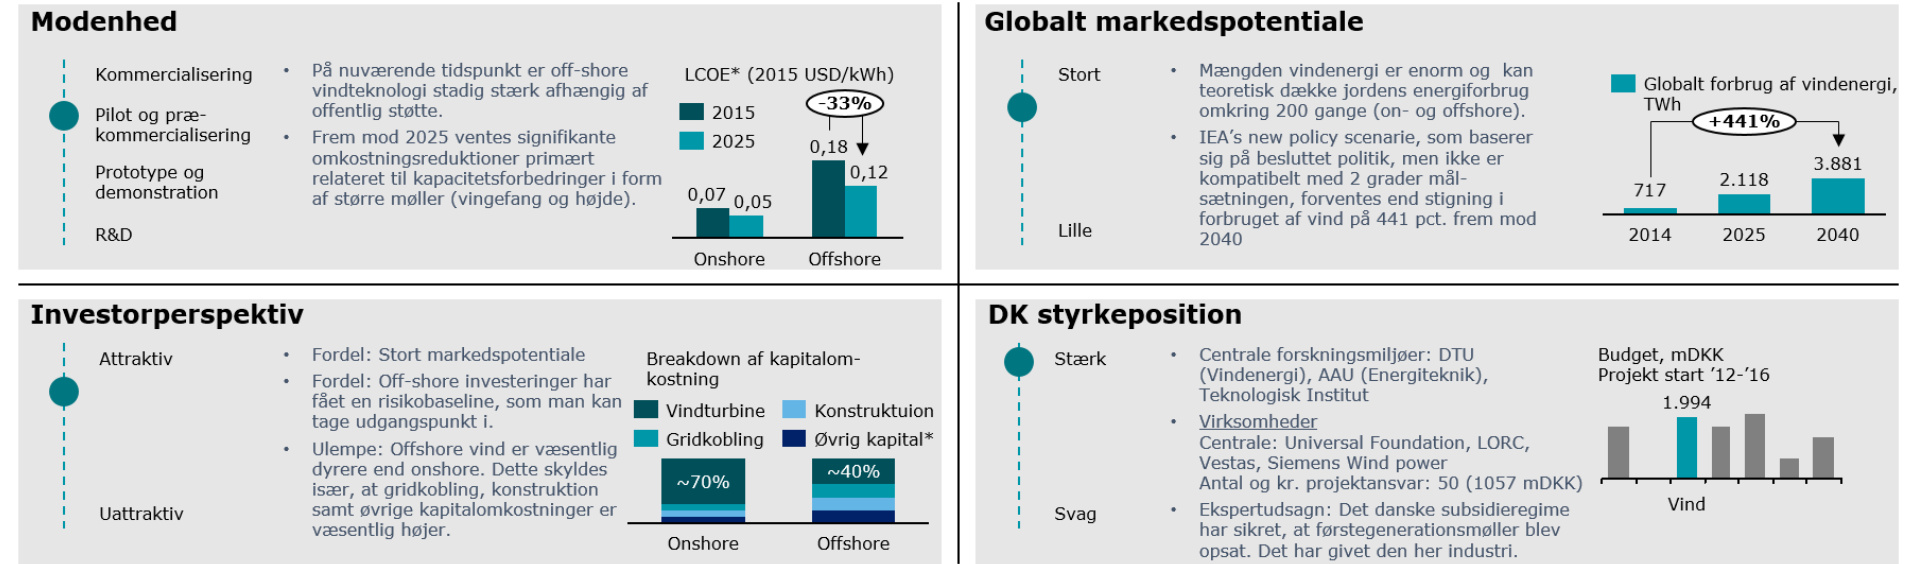 Modenhed
Kommercialisering
Pilot og præ-
kommercialisering
Prototype og
demonstration
R&D
• På nuværende tidspunkt er off-shore
vindteknologi stadig stærk afhængig af
offentlig støtte.
• Frem mod 2025 ventes signifikante
omkostningsreduktioner primært
relateret til kapacitetsforbedringer i form
af større møller (vingefang og højde).
LCOE* (2015 USD/kWh)
2015
2025
-33%
0,07
0,05
0,18
0,12
Onshore
Offshore
Globalt markedspotentiale
Stort
Lille
• Mængden vindenergi er enorm og kan
teoretisk dække jordens energiforbrug
omkring 200 gange (on- og offshore).
• IEA’s new policy scenarie, som baserer
sig på besluttet politik, men ikke er
kompatibelt med 2 grader mål-
sætningen, forventes end stigning i
forbruget af vind på 441 pct. frem mod
2040
Globalt forbrug af vindenergi,
TWh
+441%
717
2.118
3.881
2014
2025
2040
Investorperspektiv
Attraktiv
Uattraktiv
• Fordel: Stort markedspotentiale
• Fordel: Off-shore investeringer har
fået en risikobaseline, som man kan
tage udgangspunkt i.
• Ulempe: Offshore vind er væsentlig
dyrere end onshore. Dette skyldes
især, at gridkobling, konstruktion
samt øvrige kapitalomkostninger er
væsentlig højer.
Breakdown af kapitalom-
kostning
Vindturbine
Konstruktuion
Gridkobling
Øvrig kapital*
~70%
~40%
Onshore
Offshore
DK styrkeposition
Stærk
Svag
• Centrale forskningsmiljøer: DTU
(Vindenergi), AAU (Energiteknik),
Teknologisk Institut
• Virksomheder
Centrale: Universal Foundation, LORC,
Vestas, Siemens Wind power
Antal og kr. projektansvar: 50 (1057 mDKK)
• Ekspertudsagn: Det danske subsidieregime
har sikret, at førstegenerationsmøller blev
opsat. Det har givet den her industri.
Budget, mDKK
Projekt start ’12-’16
1.994
Vind